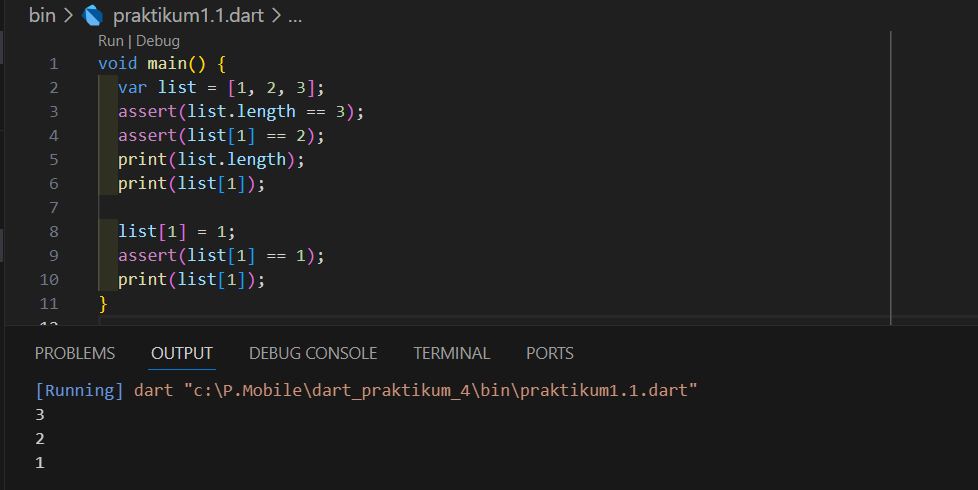 bin > praktikum1.1.dart > ...
Run | Debug
1 void main() {
2   var list = [1, 2, 3];
3   assert(list.length == 3);
4   assert(list[1] == 2);
5   print(list.length);
6   print(list[1]);
7
8   list[1] = 1;
9   assert(list[1] == 1);
10   print(list[1]);
11 }
12
PROBLEMS OUTPUT DEBUG CONSOLE TERMINAL PORTS
[Running] dart "c:\P.Mobile\dart_praktikum_4\bin\praktikum1.1.dart"
3
2
1